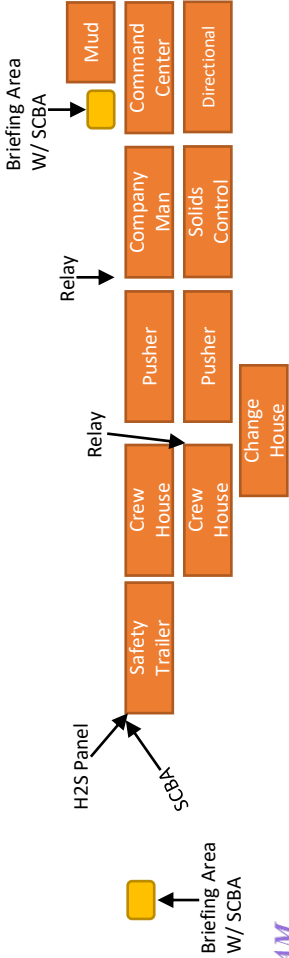 Briefing Area
W/ SCBA
H2S Panel
SCBA
Safety
Trailer
Crew
House
Crew
House
Relay
Change
House
Pusher
Pusher
Relay
Company
Man
Solids
Control
Briefing Area
W/ SCBA
Mud
Command
Center
Directional
AM